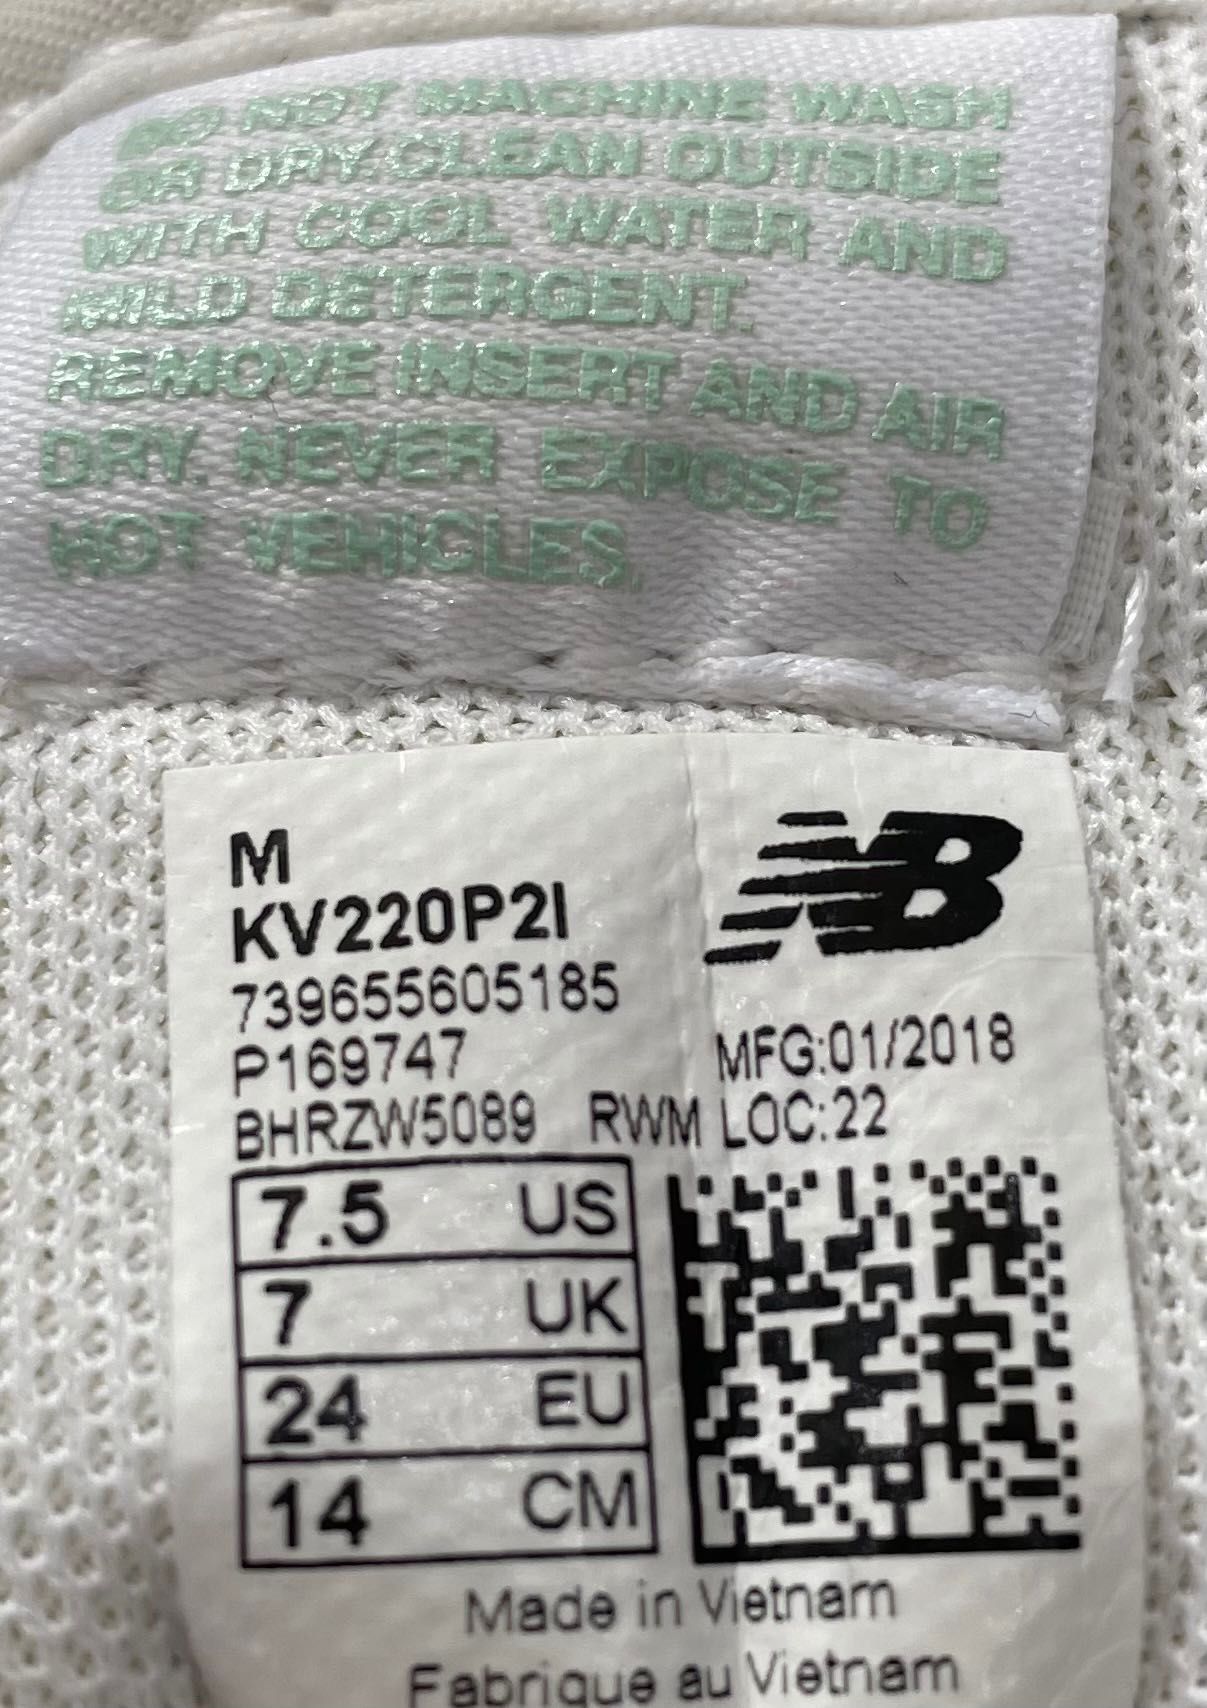 DO NOT MACHINE WASH
OR DRY.CLEAN OUTSIDE
WITH COOL WATER AND
MILD DETERGENT.
REMOVE INSERT AND AIR
DRY. NEVER EXPOSE TO
HOT VEHICLES.
NB
M
KV220P2I
739655605185
P169747
MFG:01/2018
BHRZW5089 RWM LOC:22
7.5 US
7 UK
24 EU
14 CM
Made in Vietnam
Fabrique au Vietnam